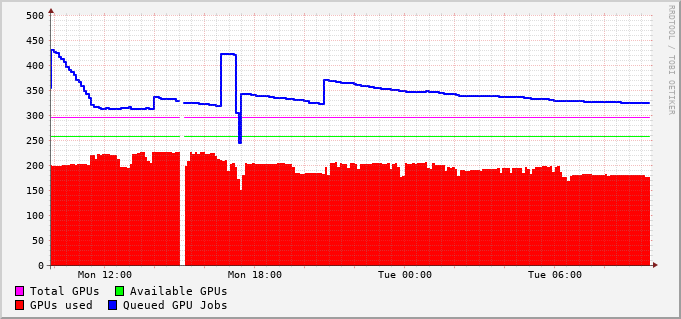 500
450
400
350
300
250
200
150
100
50
0
Mon 12:00 Mon 18:00 Tue 00:00 Tue 06:00
Total GPUs Available GPUs
GPUs used Queued GPU Jobs
RRDTOOL / TOBI OETIKER